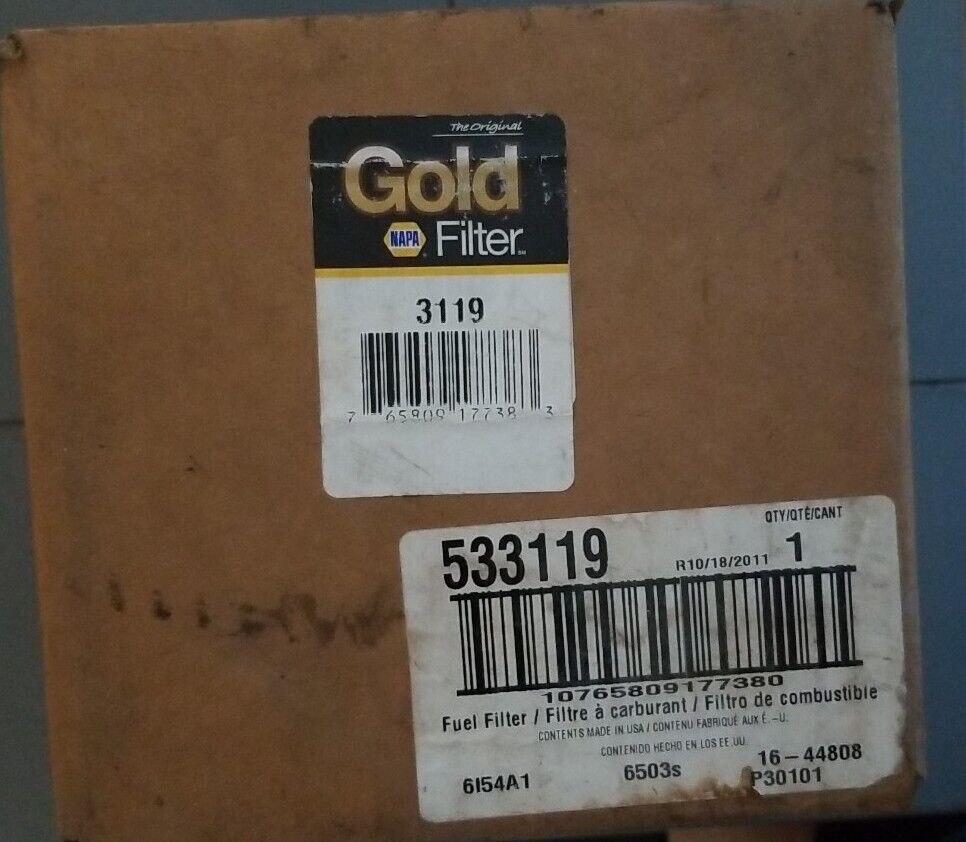 The Original
Gold
NAPA Filter
3119
7 65809 17738 3
QTY/QTÉ/CANT
533119 R10/18/2011 1
10765809177380
Fuel Filter / Filtre à carburant / Filtro de combustible
CONTENTS MADE IN USA / CONTENU FABRIQUÉ AUX É.-U.
CONTENIDO HECHO EN LOS EE.UU.
6I54A1 6503s 16-44808
P30101